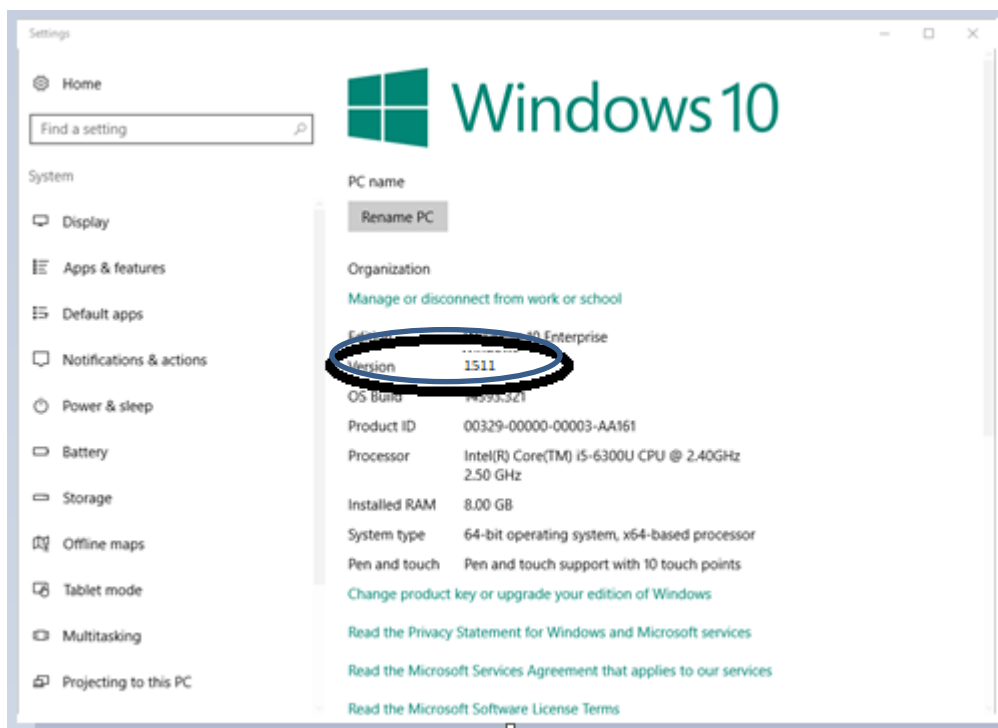 Settings
Home
Find a setting
System
Display
Apps & features
Default apps
Notifications & actions
Power & sleep
Battery
Storage
Offline maps
Tablet mode
Multitasking
Projecting to this PC
Windows 10
PC name
Rename PC
Organization
Manage or disconnect from work or school
10 Enterprise
Version 1511
OS Build 14393.321
Product ID 00329-00000-00003-AA161
Processor Intel(R) Core(TM) i5-6300U CPU @ 2.40GHz
2.50 GHz
Installed RAM 8.00 GB
System type 64-bit operating system, x64-based processor
Pen and touch Pen and touch support with 10 touch points
Change product key or upgrade your edition of Windows
Read the Privacy Statement for Windows and Microsoft services
Read the Microsoft Services Agreement that applies to our services
Read the Microsoft Software License Terms